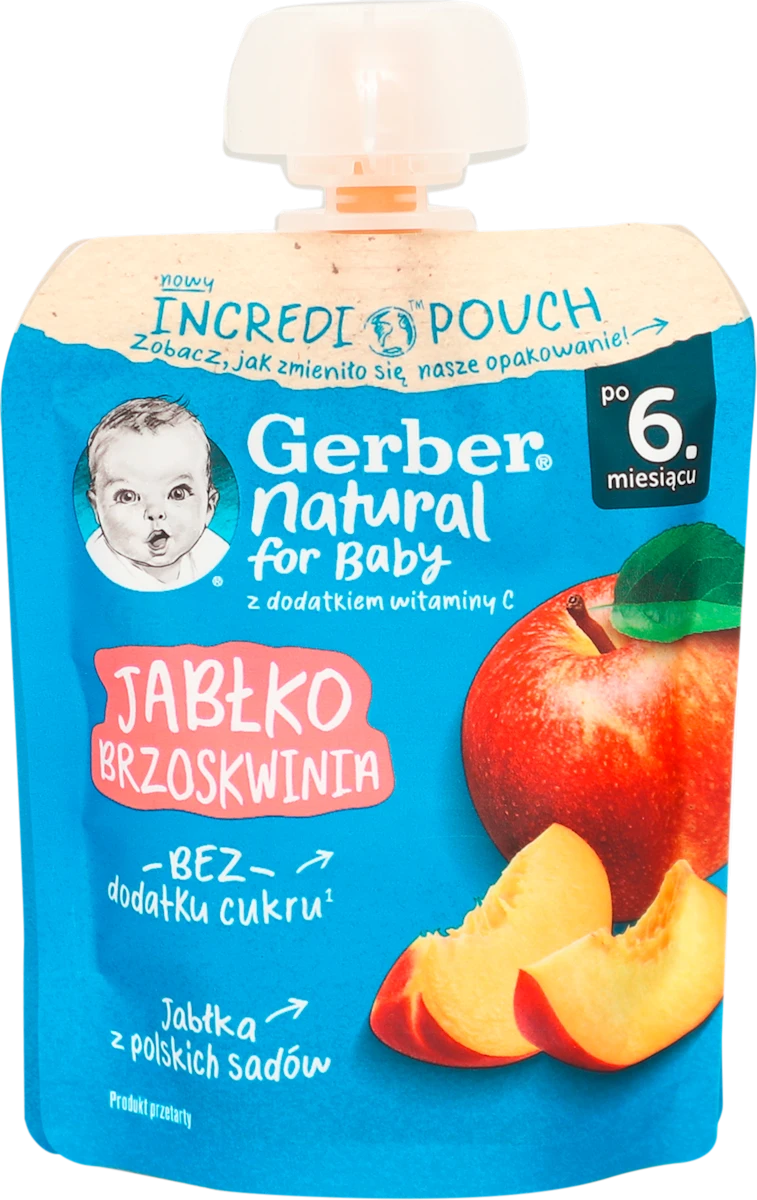 nowy
INCREDI™ POUCH
Zobacz, jak zmieniło się nasze opakowanie!
po
6.
miesiącu
Gerber®
Natural
for Baby
z dodatkiem witaminy C
®
JABŁKO
BRZOSKWINIA
–BEZ–
dodatku cukru¹
Jabłka
z polskich sadów
Produkt przetarty